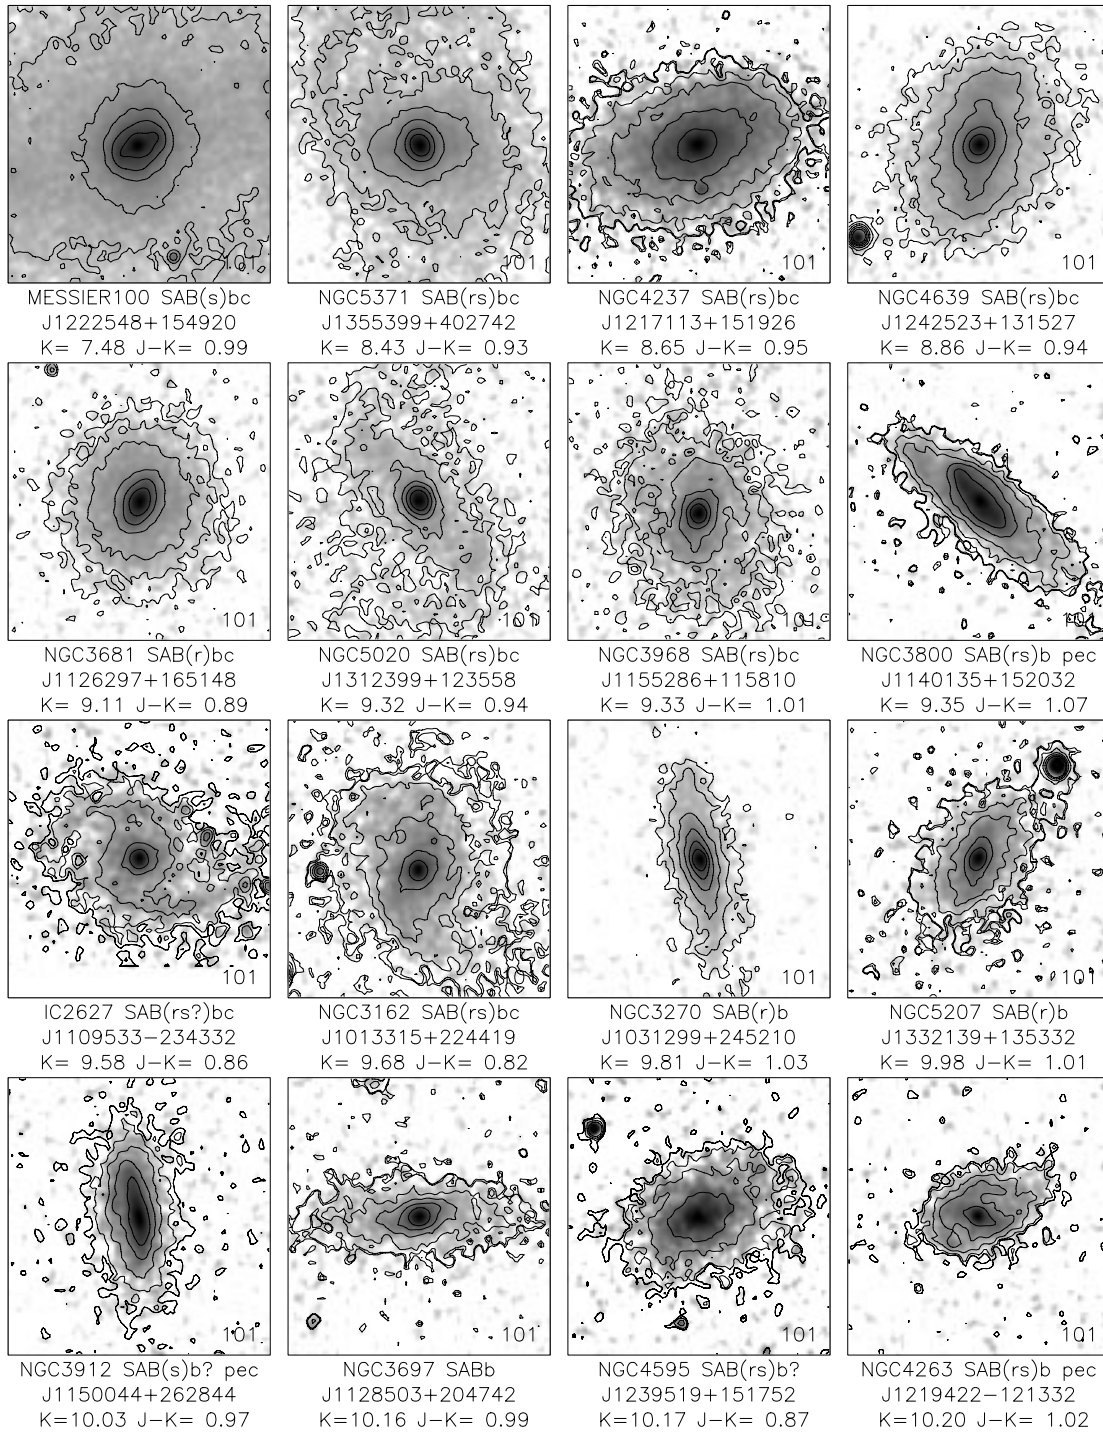 101 101 101 101
MESSIER100 SAB(s)bc NGC5371 SAB(rs)bc NGC4237 SAB(rs)bc NGC4639 SAB(rs)bc
J1222548+154920 J1355399+402742 J1217113+151926 J1242523+131527
K= 7.48 J-K= 0.99 K= 8.43 J-K= 0.93 K= 8.65 J-K= 0.95 K= 8.86 J-K= 0.94
101 101 101 101
NGC3681 SAB(r)bc NGC5020 SAB(rs)bc NGC3968 SAB(rs)bc NGC3800 SAB(rs)b pec
J1126297+165148 J1312399+123558 J1155286+115810 J1140135+152032
K= 9.11 J-K= 0.89 K= 9.32 J-K= 0.94 K= 9.33 J-K= 1.01 K= 9.35 J-K= 1.07
101 101 101 101
IC2627 SAB(rs?)bc NGC3162 SAB(rs)bc NGC3270 SAB(r)b NGC5207 SAB(r)b
J1109533-234332 J1013315+224419 J1031299+245210 J1332139+135332
K= 9.58 J-K= 0.86 K= 9.68 J-K= 0.82 K= 9.81 J-K= 1.03 K= 9.98 J-K= 1.01
101 101 101 101
NGC3912 SAB(s)b? pec NGC3697 SABb NGC4595 SAB(rs)b? NGC4263 SAB(rs)b pec
J1150044+262844 J1128503+204742 J1239519+151752 J1219422-121332
K=10.03 J-K= 0.97 K=10.16 J-K= 0.99 K=10.17 J-K= 0.87 K=10.20 J-K= 1.02